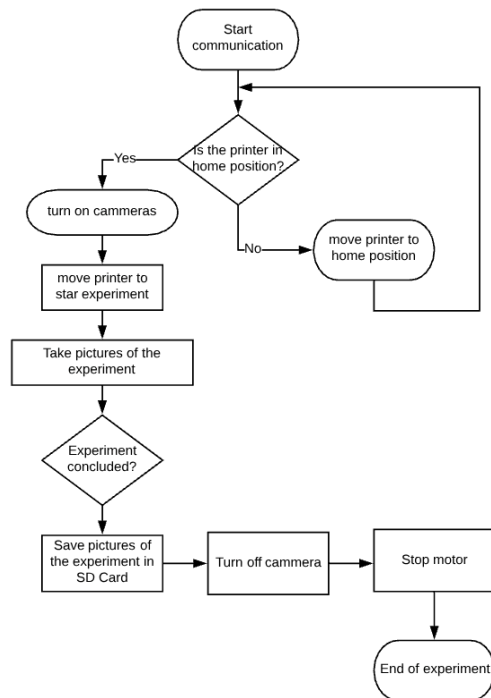 Start
communication
Is the printer in
home position?
Yes
No
turn on cammeras
move printer to
home position
move printer to
star experiment
Take pictures of the
experiment
Experiment
concluded?
Save pictures of
the experiment in
SD Card
Turn off cammera
Stop motor
End of experiment